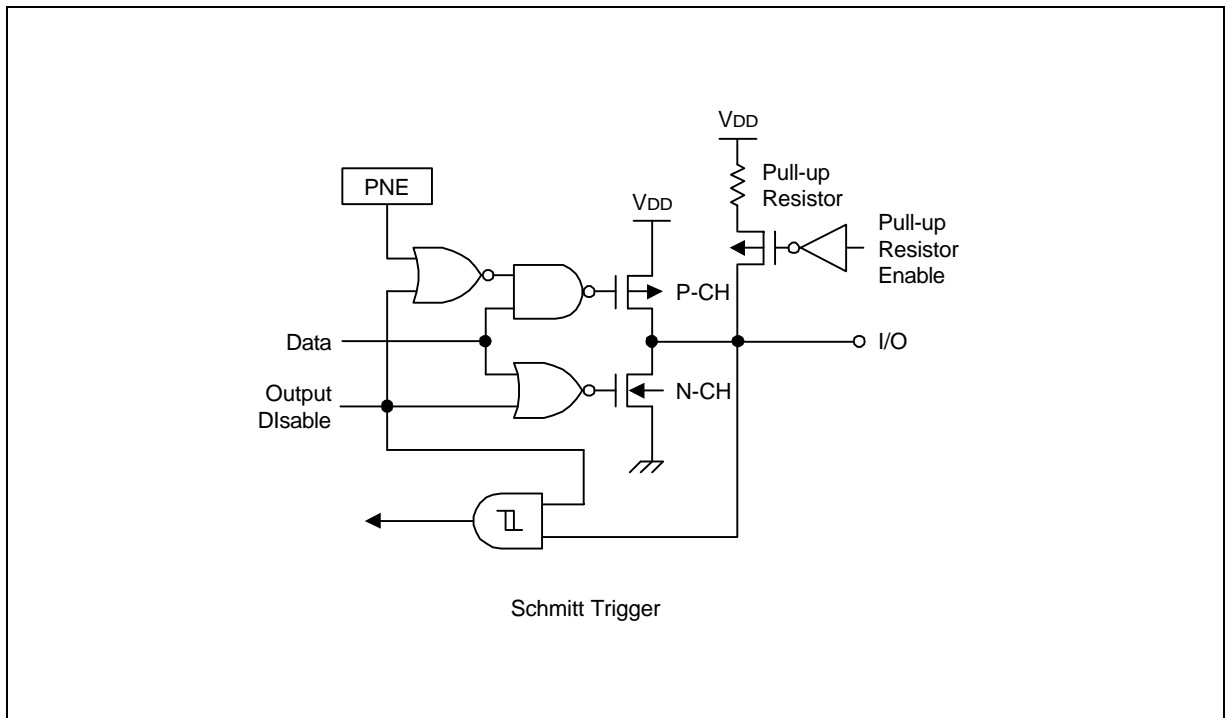 VDD
Pull-up
Resistor
PNE
VDD
Pull-up
Resistor
Enable
P-CH
Data
I/O
Output
DIsable
N-CH
Schmitt Trigger